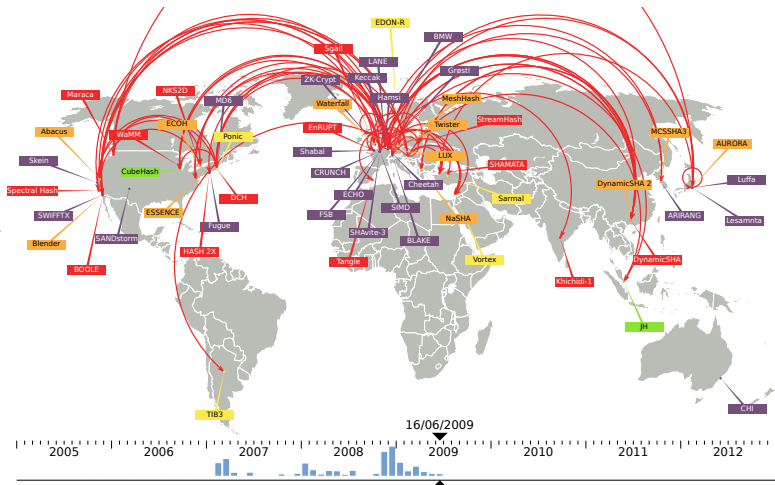 EDON-R
BMW
Sgàil
LANE
Keccak
Grøstl
ZK-Crypt
Maraca
NKS2D
MD6
Hamsi
MeshHash
Waterfall
StreamHash
Abacus
WaMM
ECOH
Ponic
EnRUPT
Twister
MCSSHA3
AURORA
Skein
CubeHash
Shabal
LUX
SHAMATA
CRUNCH
Cheetah
DynamicSHA 2
Luffa
Spectral Hash
DCH
ECHO
Sarmal
SWIFFTX
ESSENCE
FSB
SIMD
NaSHA
ARIRANG
Lesamnta
Fugue
SANDstorm
SHAvite-3
BLAKE
Blender
HASH 2X
Tangle
Vortex
DynamicSHA
BOOLE
Khichidi-1
JH
TIB3
CHI
16/06/2009
2005 2006 2007 2008 2009 2010 2011 2012